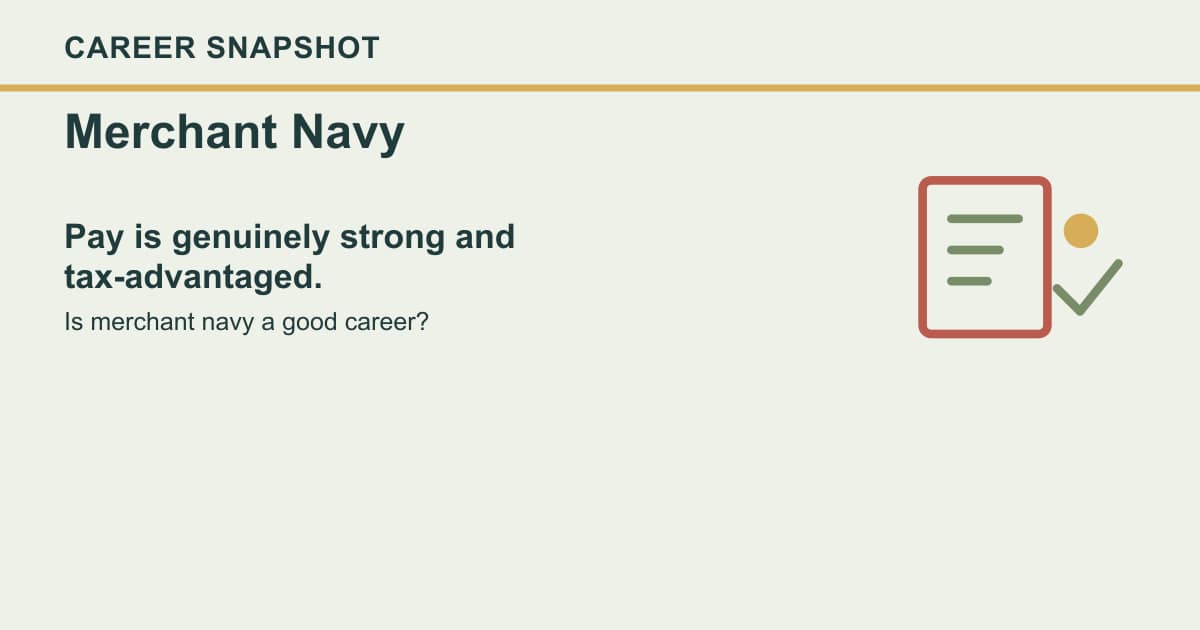 CAREER SNAPSHOT
Merchant Navy
Pay is genuinely strong and
tax-advantaged.
Is merchant navy a good career?